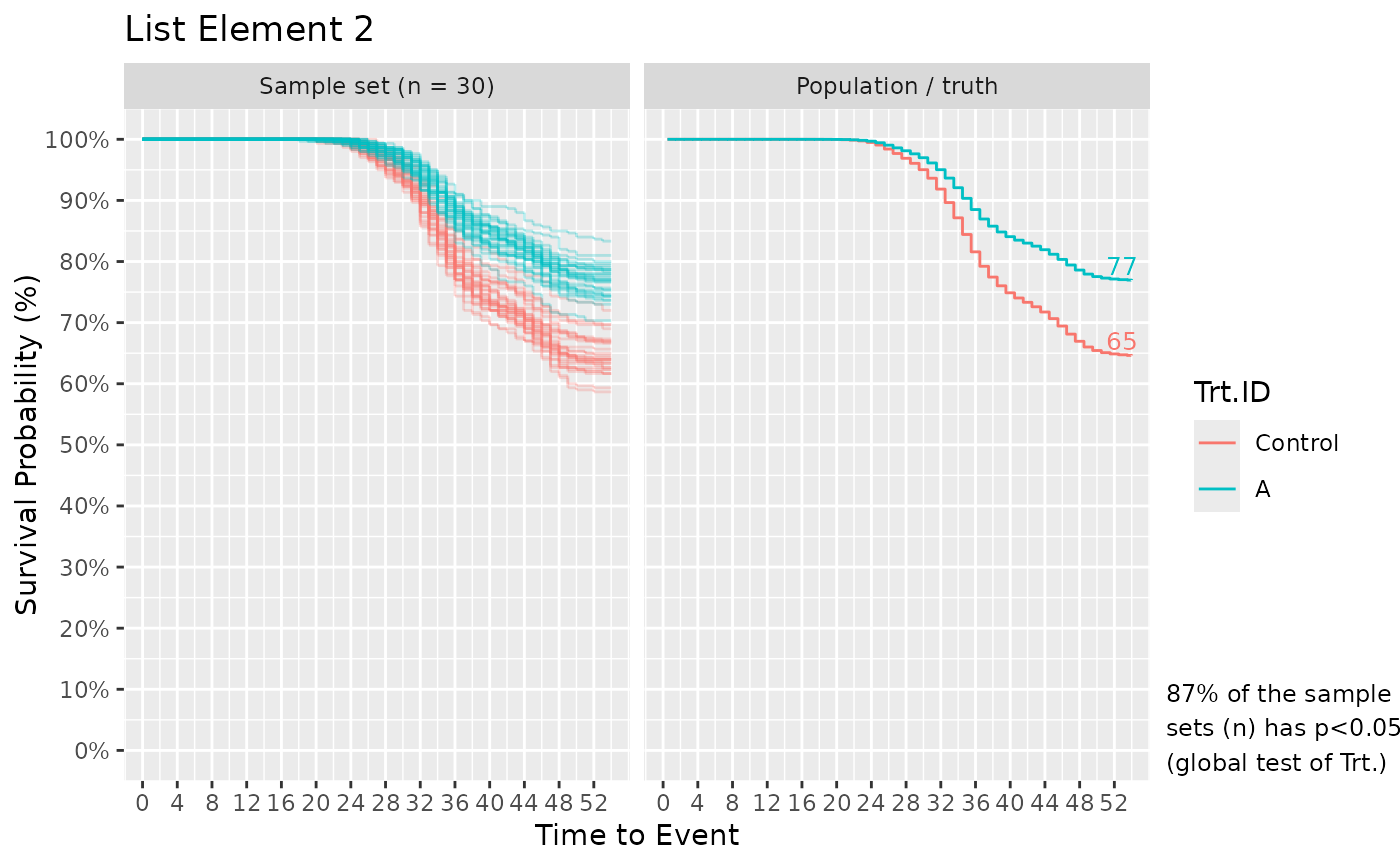 List Element 2
Sample set (n = 30)
Population / truth
Survival Probability (%)
100%
90%
80%
70%
60%
50%
40%
30%
20%
10%
0%
77
65
0 4 8 12 16 20 24 28 32 36 40 44 48 52
0 4 8 12 16 20 24 28 32 36 40 44 48 52
Time to Event
Trt.ID
Control
A
87% of the sample
sets (n) has p<0.05
(global test of Trt.)